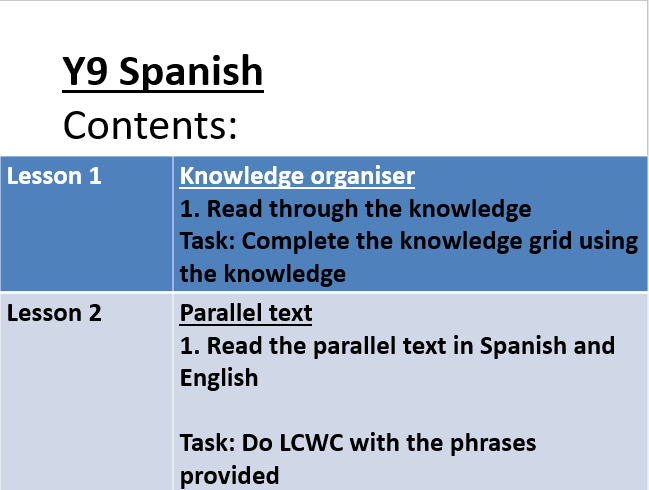 Y9 Spanish
Contents:
Lesson 1
Knowledge organiser
1. Read through the knowledge
Task: Complete the knowledge grid using
the knowledge
Lesson 2
Parallel text
1. Read the parallel text in Spanish and
English
Task: Do LCWC with the phrases
provided